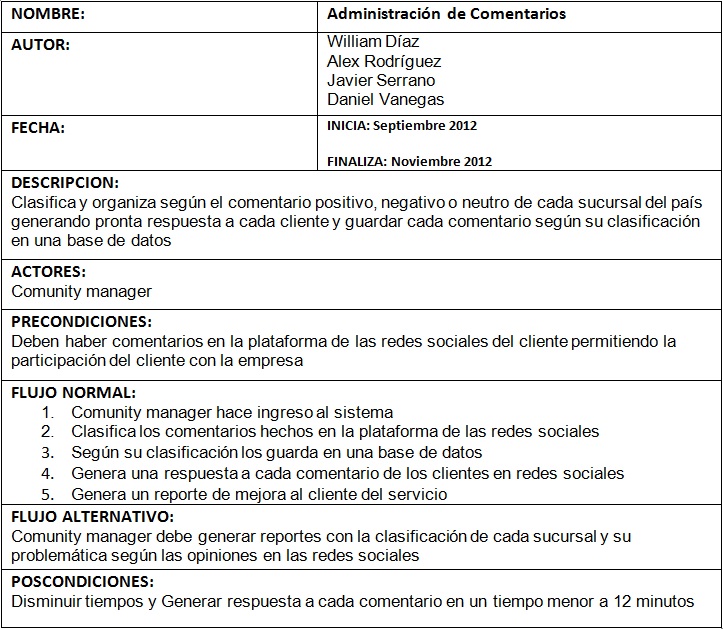 NOMBRE:
Administración de Comentarios
AUTOR:
William Díaz
Alex Rodríguez
Javier Serrano
Daniel Vanegas
FECHA:
INICIA: Septiembre 2012
FINALIZA: Noviembre 2012
DESCRIPCION:
Clasifica y organiza según el comentario positivo, negativo o neutro de cada sucursal del país
generando pronta respuesta a cada cliente y guardar cada comentario según su clasificación
en una base de datos
ACTORES:
Comunity manager
PRECONDICIONES:
Deben haber comentarios en la plataforma de las redes sociales del cliente permitiendo la
participación del cliente con la empresa
FLUJO NORMAL:
1. Comunity manager hace ingreso al sistema
2. Clasifica los comentarios hechos en la plataforma de las redes sociales
3. Según su clasificación los guarda en una base de datos
4. Genera una respuesta a cada comentario de los clientes en redes sociales
5. Genera un reporte de mejora al cliente del servicio
FLUJO ALTERNATIVO:
Comunity manager debe generar reportes con la clasificación de cada sucursal y su
problemática según las opiniones en las redes sociales
POSCONDICIONES:
Disminuir tiempos y Generar respuesta a cada comentario en un tiempo menor a 12 minutos